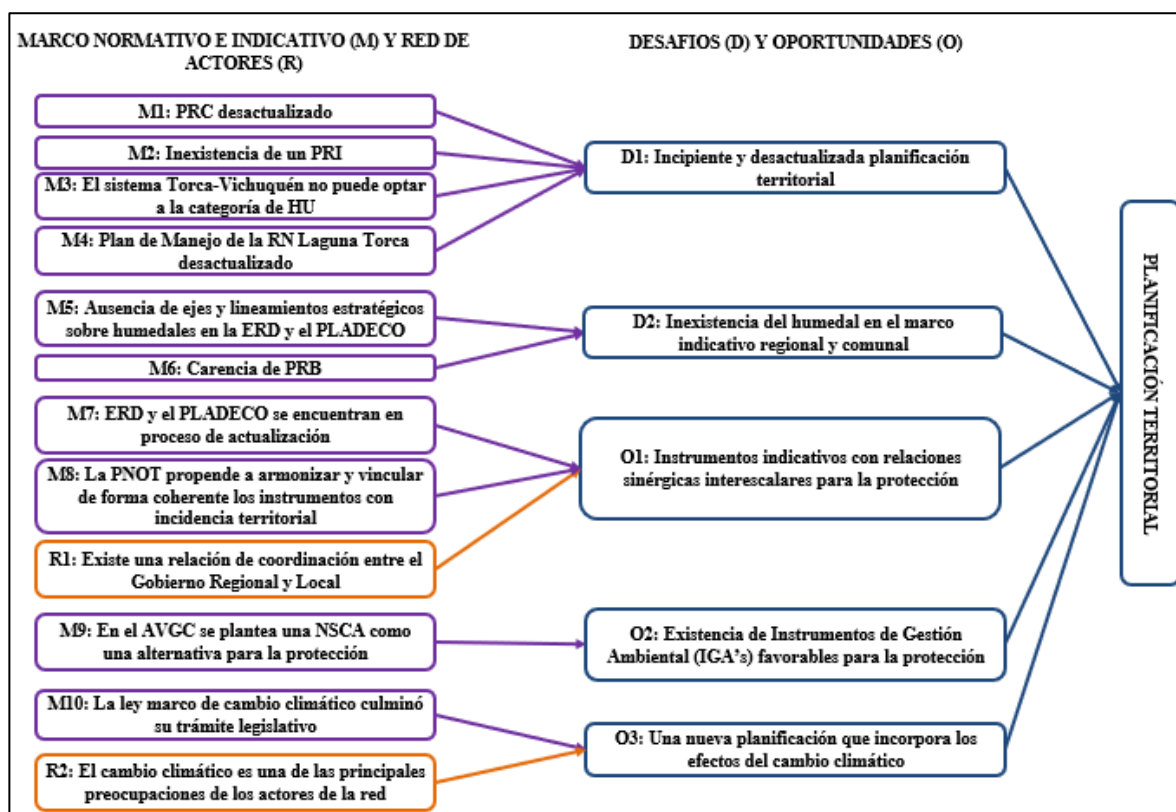 MARCO NORMATIVO E INDICATIVO (M) Y RED DE
ACTORES (R)
DESAFIOS (D) Y OPORTUNIDADES (O)
M1: PRC desactualizado
M2: Inexistencia de un PRI
M3: El sistema Torca-Vichuquén no puede optar
a la categoría de HU
M4: Plan de Manejo de la RN Laguna Torca
desactualizado
M5: Ausencia de ejes y lineamientos estratégicos
sobre humedales en la ERD y el PLADECO
M6: Carencia de PRB
M7: ERD y el PLADECO se encuentran en
proceso de actualización
M8: La PNOT propende a armonizar y vincular
de forma coherente los instrumentos con
incidencia territorial
R1: Existe una relación de coordinación entre el
Gobierno Regional y Local
M9: En el AVGC se plantea una NSCA como
una alternativa para la protección
M10: La ley marco de cambio climático culminó
su trámite legislativo
R2: El cambio climático es una de las principales
preocupaciones de los actores de la red
D1: Incipiente y desactualizada planificación
territorial
D2: Inexistencia del humedal en el marco
indicativo regional y comunal
O1: Instrumentos indicativos con relaciones
sinérgicas interescalares para la protección
O2: Existencia de Instrumentos de Gestión
Ambiental (IGA's) favorables para la protección
O3: Una nueva planificación que incorpora los
efectos del cambio climático
PLANIFICACIÓN TERRITORIAL